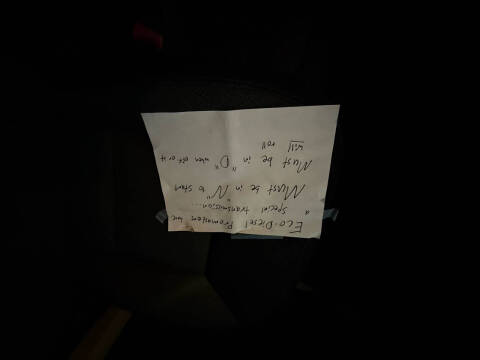 Eco-Diesel Promaster
a special transmission...
Must be in "N" to start
Must be in "D" when off or it
will roll